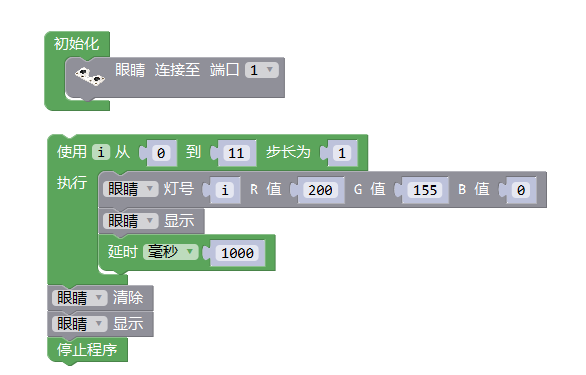 初始化
眼睛 连接至 端口 1
使用 i 从 0 到 11 步长为 1
执行 眼睛 灯号 i R 值 200 G 值 155 B 值 0
眼睛 显示
延时 毫秒 1000
眼睛 清除
眼睛 显示
停止程序